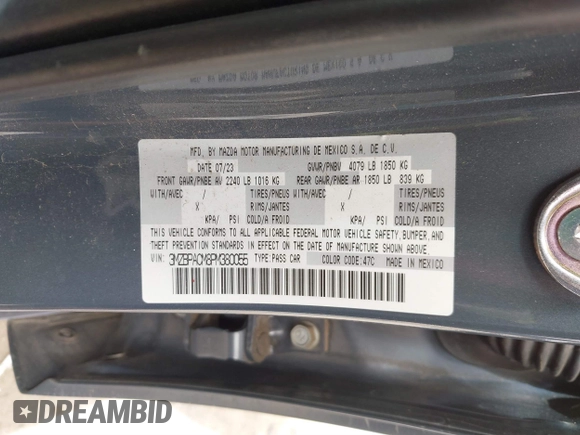 MFD. BY MAZDA MOTOR MANUFACTURING DE MEXICO S.A. DE C.V.
DATE 07/23 GVWR/PNBV 4079 LB 1850 KG
FRONT GAWR/PNBE AV 2240 LB 1016 KG REAR GAWR/PNBE AR 1850 LB 839 KG
WITH/AVEC / TIRES/PNEUS WITH/AVEC / TIRES/PNEUS
X RIMS/JANTES X RIMS/JANTES
KPA/ PSI COLD/A FROID KPA/ PSI COLD/A FROID
THIS VEHICLE CONFORMS TO ALL APPLICABLE FEDERAL MOTOR VEHICLE SAFETY, BUMPER, AND
THEFT PREVENTION STANDARDS IN EFFECT ON THE DATE OF MANUFACTURE SHOWN ABOVE.
VIN: 3MZBPACM8PM380055 TYPE: PASS CAR COLOR CODE: 47C MADE IN MEXICO
DREAMBID